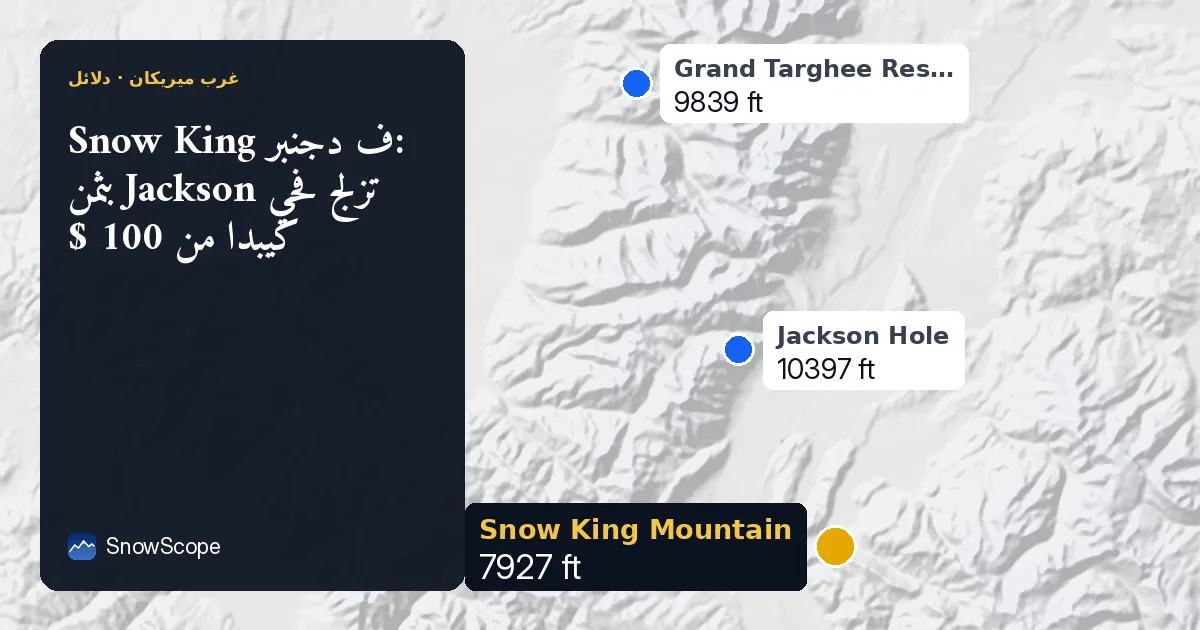 غرب ميريكان · دلائل
Snow King ف دجنبر:
تزلج في Jackson بثمن
كيبدا من 100 $
SnowScope
Grand Targhee Res...
9839 ft
Jackson Hole
10397 ft
Snow King Mountain
7927 ft